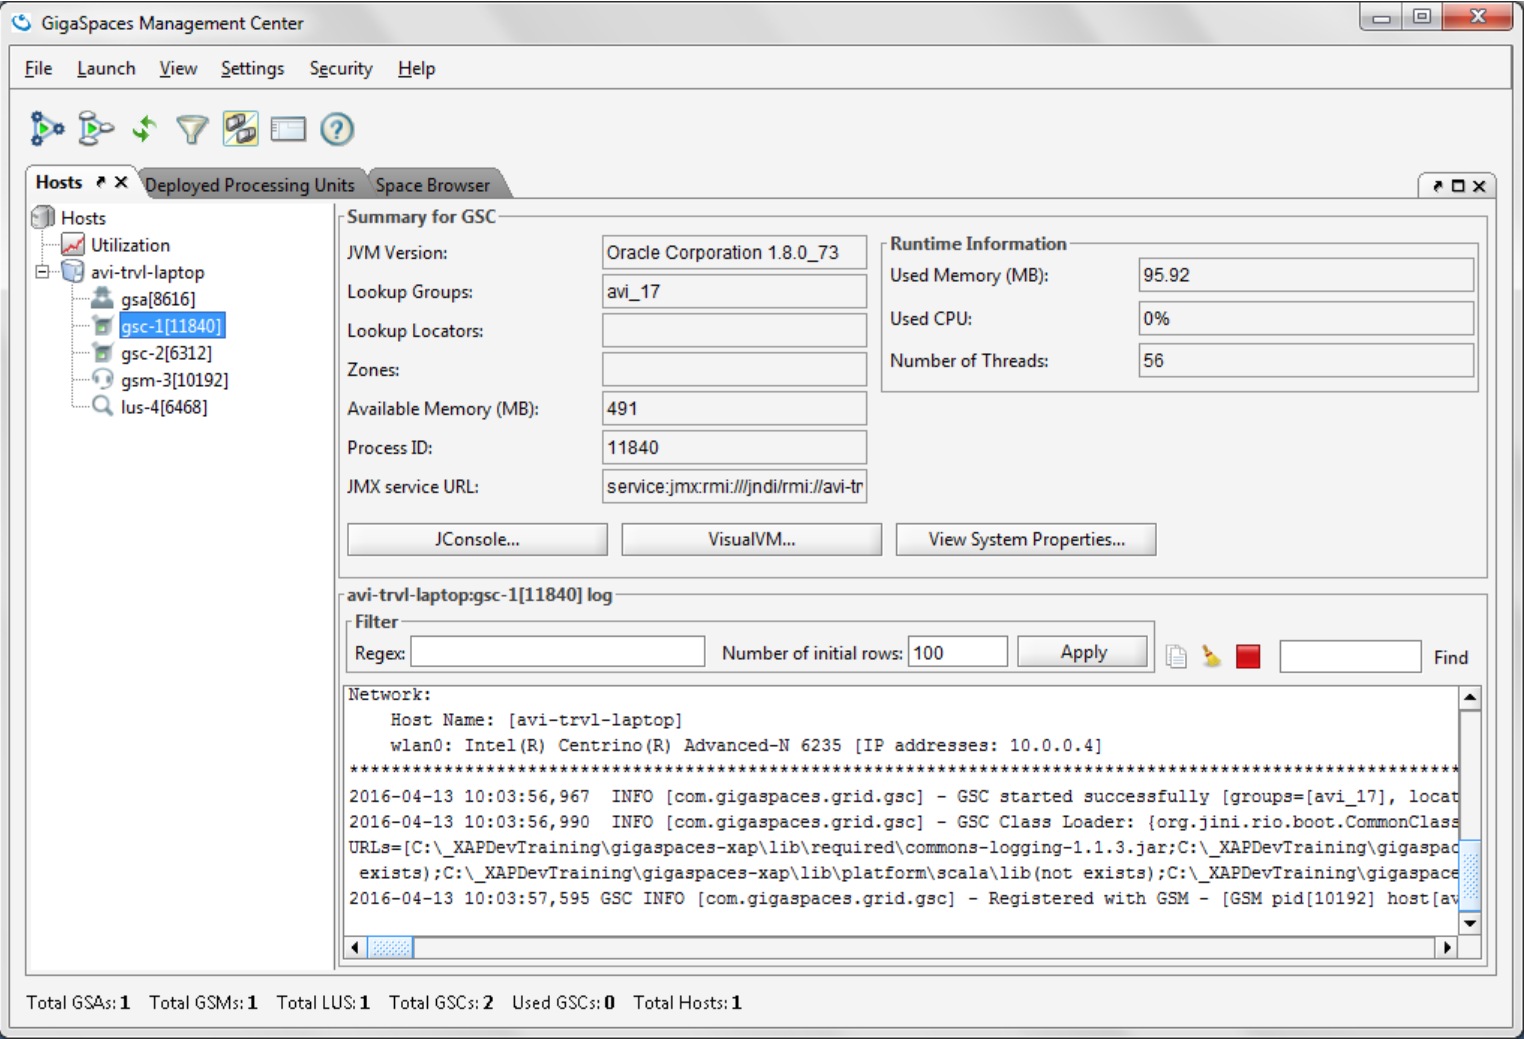 GigaSpaces Management Center
File Launch View Settings Security Help
Hosts Deployed Processing Units Space Browser
Hosts
Utilization
avi-trvl-laptop
gsa[8616]
gsc-1[11840]
gsc-2[6312]
gsm-3[10192]
lus-4[6468]
Summary for GSC
JVM Version: Oracle Corporation 1.8.0_73
Lookup Groups: avi_17
Lookup Locators:
Zones:
Available Memory (MB): 491
Process ID: 11840
JMX service URL: service:jmx:rmi:///jndi/rmi://avi-tr
Runtime Information
Used Memory (MB): 95.92
Used CPU: 0%
Number of Threads: 56
JConsole... VisualVM... View System Properties...
avi-trvl-laptop:gsc-1[11840] log
Filter
Regex: Number of initial rows: 100 Apply Find
Network:
Host Name: [avi-trvl-laptop]
wlan0: Intel(R) Centrino(R) Advanced-N 6235 [IP addresses: 10.0.0.4]
**********************************************************************************************************
2016-04-13 10:03:56,967 INFO [com.gigaspaces.grid.gsc] - GSC started successfully [groups=[avi_17], locat
2016-04-13 10:03:56,990 INFO [com.gigaspaces.grid.gsc] - GSC Class Loader: {org.jini.rio.boot.CommonClass
URLs=[C:\_XAPDevTraining\gigaspaces-xap\lib\required\commons-logging-1.1.3.jar;C:\_XAPDevTraining\gigaspac
exists);C:\_XAPDevTraining\gigaspaces-xap\lib\platform\scala\lib(not exists);C:\_XAPDevTraining\gigaspace
2016-04-13 10:03:57,595 GSC INFO [com.gigaspaces.grid.gsc] - Registered with GSM - [GSM pid[10192] host[av
Total GSAs: 1 Total GSMs: 1 Total LUS: 1 Total GSCs: 2 Used GSCs: 0 Total Hosts: 1